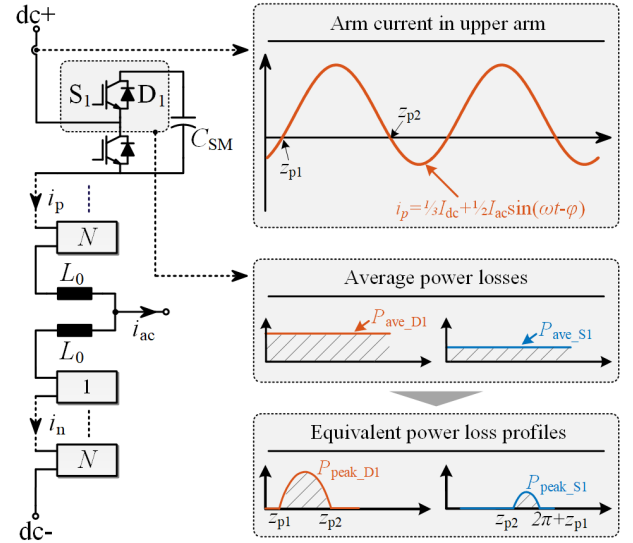 dc+
S1 D1
CSM
ip
N
L0
iac
L0
1
in
N
dc-
Arm current in upper arm
zp1
zp2
ip=⅓Idc+½Iacsin(ωt-φ)
Average power losses
Pave_D1
Pave_S1
Equivalent power loss profiles
Ppeak_D1
zp1 zp2
Ppeak_S1
zp2 2π+zp1